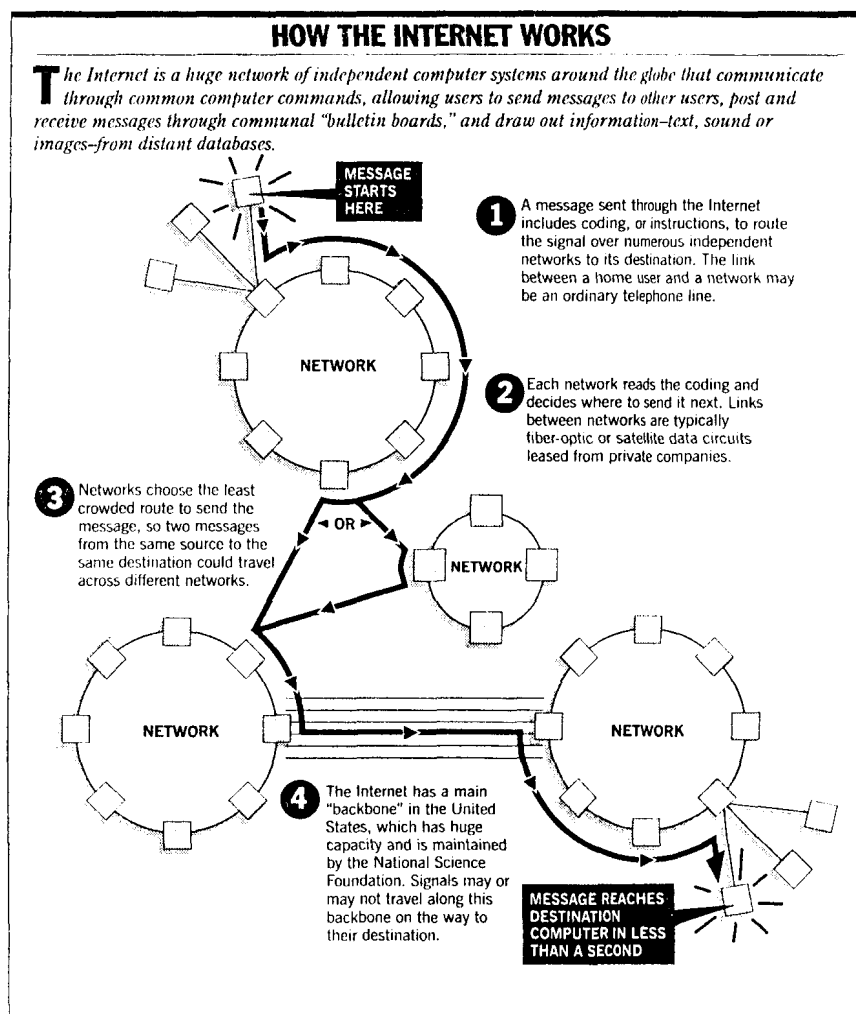 HOW THE INTERNET WORKS
The Internet is a huge network of independent computer systems around the globe that communicate
through common computer commands, allowing users to send messages to other users, post and
receive messages through communal "bulletin boards," and draw out information–text, sound or
images–from distant databases.
MESSAGE
STARTS
HERE
1 A message sent through the Internet
includes coding, or instructions, to route
the signal over numerous independent
networks to its destination. The link
between a home user and a network may
be an ordinary telephone line.
NETWORK
2 Each network reads the coding and
decides where to send it next. Links
between networks are typically
fiber-optic or satellite data circuits
leased from private companies.
3 Networks choose the least
crowded route to send the
message, so two messages
from the same source to the
same destination could travel
across different networks.
OR
NETWORK
NETWORK
NETWORK
4 The Internet has a main
"backbone" in the United
States, which has huge
capacity and is maintained
by the National Science
Foundation. Signals may or
may not travel along this
backbone on the way to
their destination.
MESSAGE REACHES
DESTINATION
COMPUTER IN LESS
THAN A SECOND